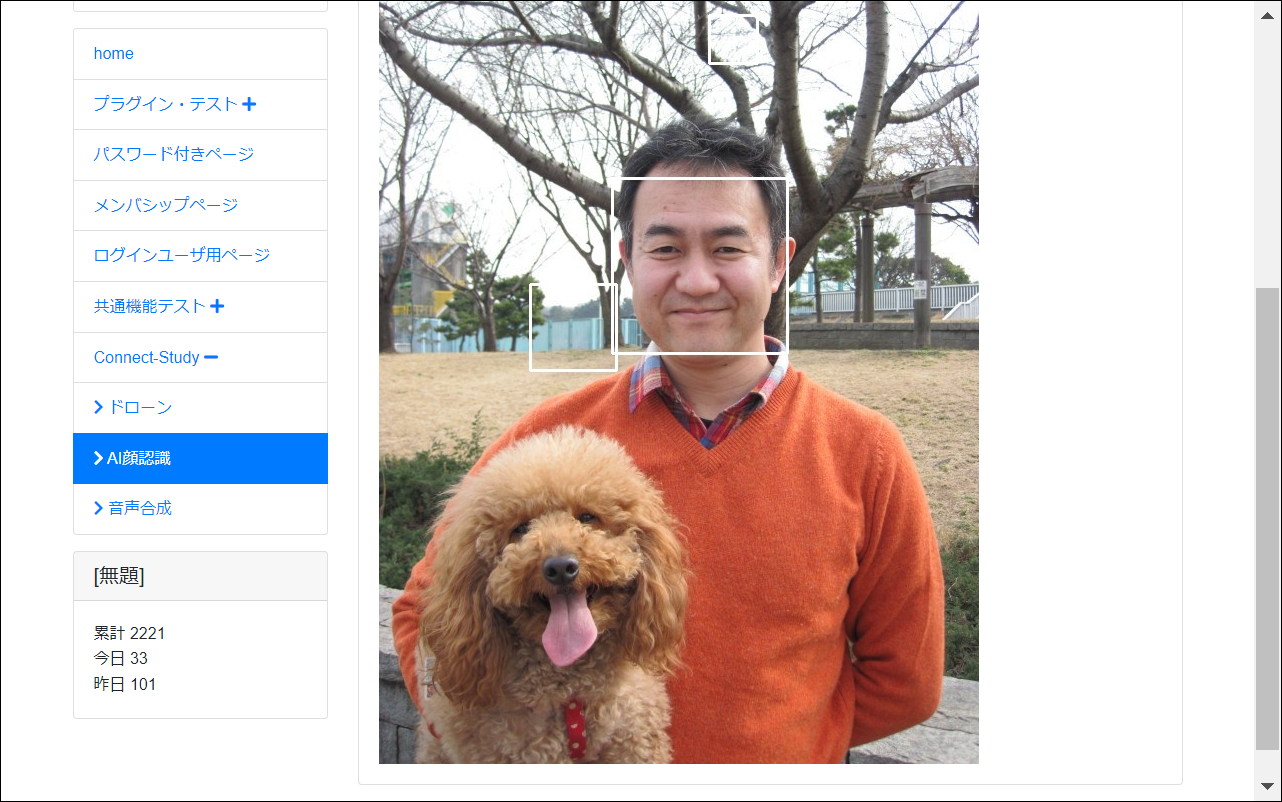 home
プラグイン・テスト
パスワード付きページ
メンバシップページ
ログインユーザ用ページ
共通機能テスト
Connect-Study
ドローン
AI顔認識
音声合成
[無題]
累計 2221
今日 33
昨日 101